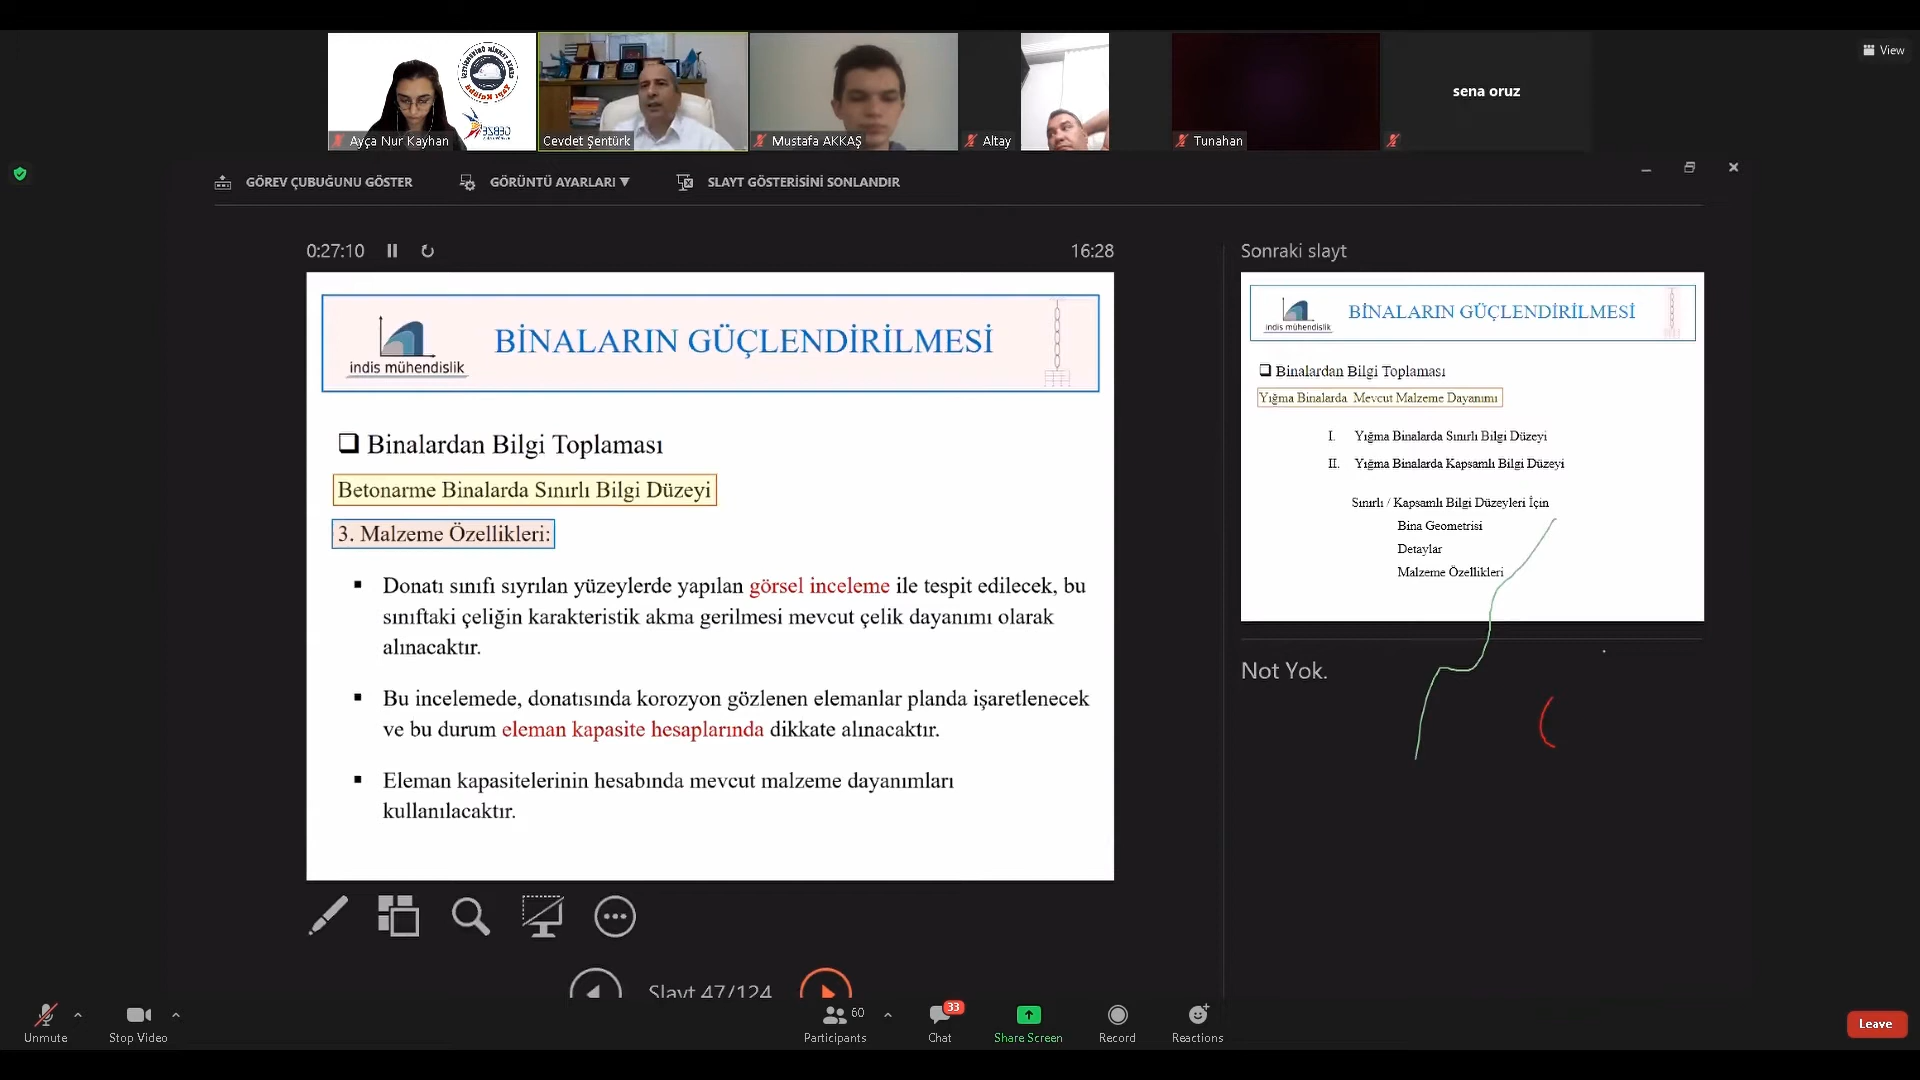 View
Ayça Nur Kayhan
Cevdet Şentürk
Mustafa AKKAŞ
Altay
Tunahan
sena oruz
GÖREV ÇUBUĞUNU GÖSTER
GÖRÜNTÜ AYARLARI ▼
SLAYT GÖSTERİSİNİ SONLANDIR
0:27:10
16:28
indis mühendislik
BİNALARIN GÜÇLENDİRİLMESİ
❑ Binalardan Bilgi Toplaması
Betonarme Binalarda Sınırlı Bilgi Düzeyi
3. Malzeme Özellikleri:
▪ Donatı sınıfı sıyrılan yüzeylerde yapılan görsel inceleme ile tespit edilecek, bu
sınıftaki çeliğin karakteristik akma gerilmesi mevcut çelik dayanımı olarak
alınacaktır.
▪ Bu incelemede, donatısında korozyon gözlenen elemanlar planda işaretlenecek
ve bu durum eleman kapasite hesaplarında dikkate alınacaktır.
▪ Eleman kapasitelerinin hesabında mevcut malzeme dayanımları
kullanılacaktır.
Slayt 47/124
Sonraki slayt
indis mühendislik
BİNALARIN GÜÇLENDİRİLMESİ
❑ Binalardan Bilgi Toplaması
Yığma Binalarda Mevcut Malzeme Dayanımı
I. Yığma Binalarda Sınırlı Bilgi Düzeyi
II. Yığma Binalarda Kapsamlı Bilgi Düzeyi
Sınırlı / Kapsamlı Bilgi Düzeyleri İçin
Bina Geometrisi
Detaylar
Malzeme Özellikleri
Not Yok.
Unmute
Stop Video
60
Participants
33
Chat
Share Screen
Record
Reactions
Leave